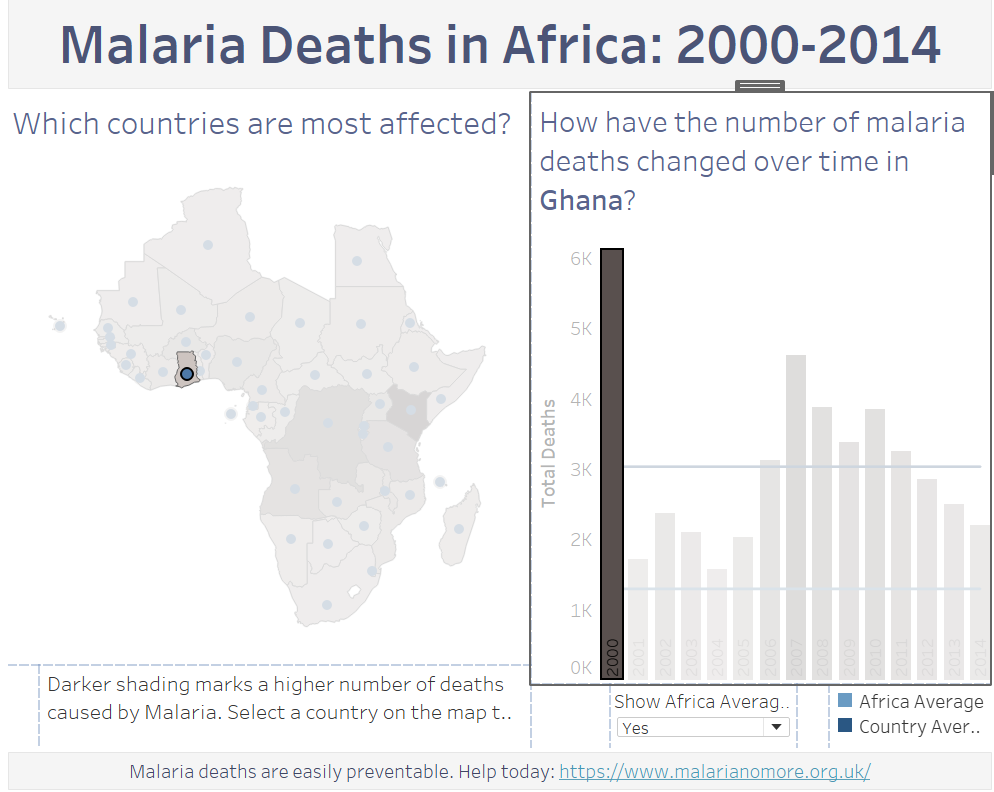 Malaria Deaths in Africa: 2000-2014
Which countries are most affected?
How have the number of malaria
deaths changed over time in
Ghana?
Total Deaths
6K
5K
4K
3K
2K
1K
0K
2000
2001
2002
2003
2004
2005
2006
2007
2008
2009
2010
2011
2012
2013
2014
Darker shading marks a higher number of deaths
caused by Malaria. Select a country on the map t..
Show Africa Averag..
Yes
Africa Average
Country Aver..
Malaria deaths are easily preventable. Help today: https://www.malarianomore.org.uk/